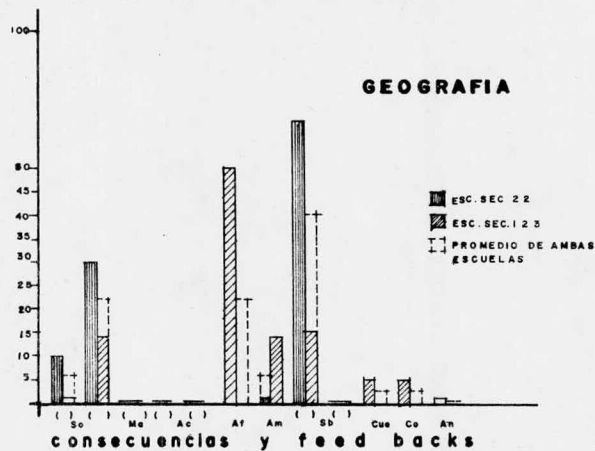 GEOGRAFIA
100
50
45
40
35
30
20
15
10
5
ESC. SEC 22
ESC. SEC. 123
PROMEDIO DE AMBAS
ESCUELAS
( ) ( ) ( ) ( ) ( ) ( ) ( )
So Ma Ac Af Am Sb Cue Co An
consecuencias y feed backs